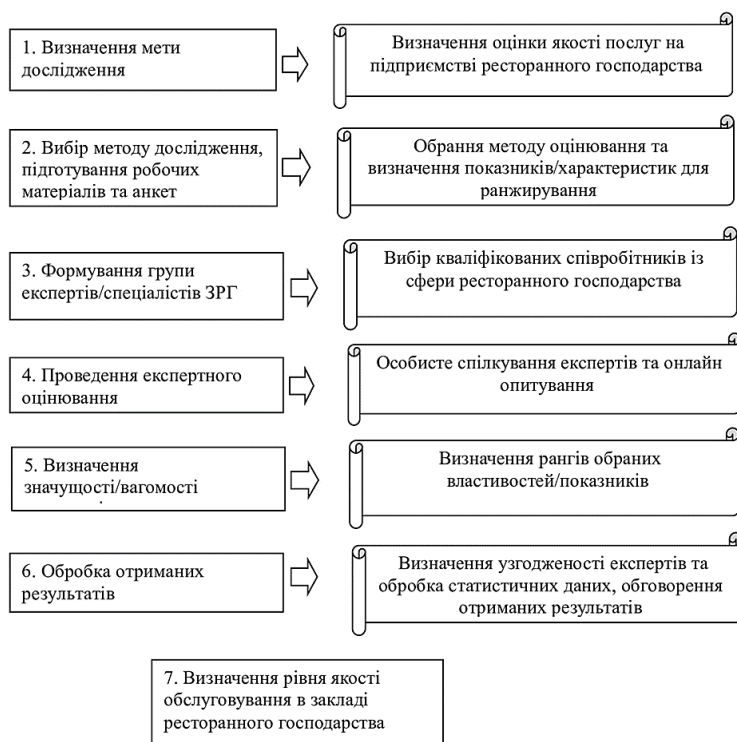 1. Визначення мети
дослідження
Визначення оцінки якості послуг на
підприємстві ресторанного господарства
2. Вибір методу дослідження,
підготування робочих
матеріалів та анкет
Обрання методу оцінювання та
визначення показників/характеристик для
ранжирування
3. Формування групи
експертів/спеціалістів ЗРГ
Вибір кваліфікованих співробітників із
сфери ресторанного господарства
4. Проведення експертного
оцінювання
Особисте спілкування експертів та онлайн
опитування
5. Визначення
значущості/вагомості
Визначення рангів обраних
властивостей/показників
6. Обробка отриманих
результатів
Визначення узгодженості експертів та
обробка статистичних даних, обговорення
отриманих результатів
7. Визначення рівня якості
обслуговування в закладі
ресторанного господарства